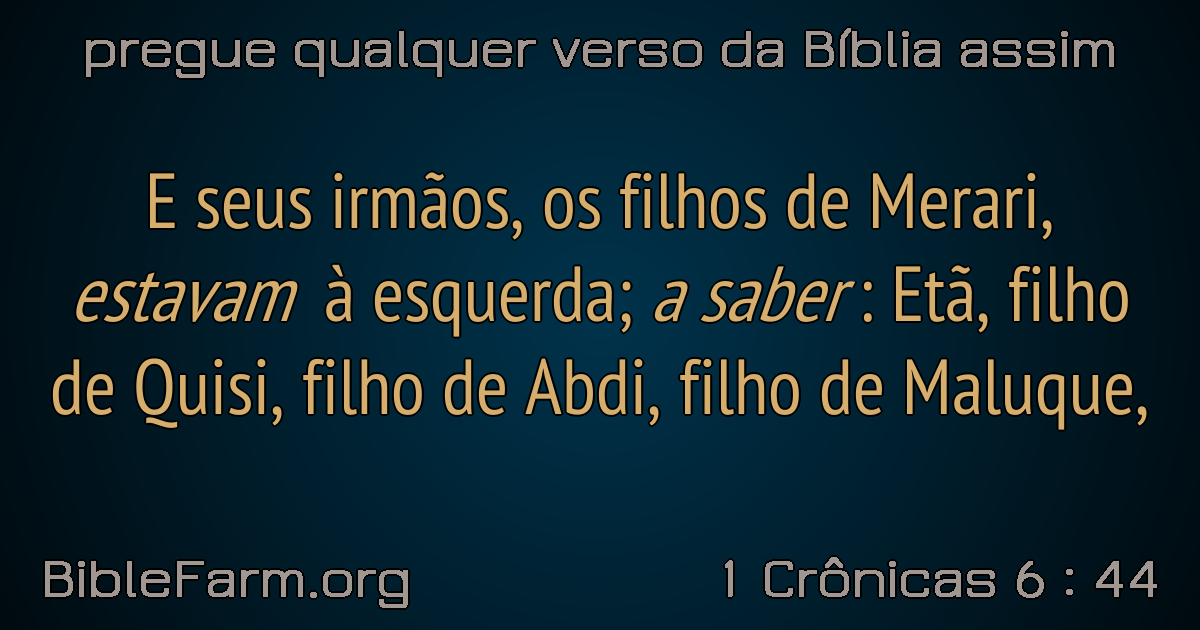 pregue qualquer verso da Bíblia assim
E seus irmãos, os filhos de Merari,
estavam à esquerda; a saber: Etã, filho
de Quisi, filho de Abdi, filho de Maluque,
BibleFarm.org
1 Crônicas 6 : 44